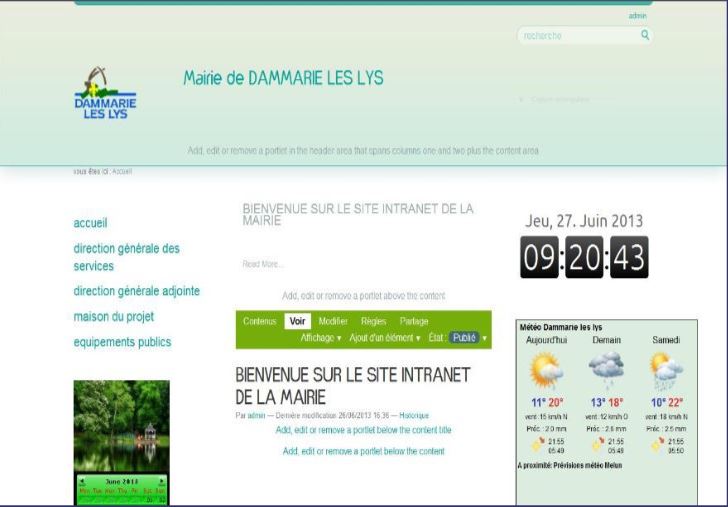 admin
recherche
Mairie de DAMMARIE LES LYS
DAMMARIE
LES LYS
Add, edit or remove a portlet in the header area that spans columns one and two plus the content area
vous êtes ici : Accueil
accueil
direction générale des
services
direction générale adjointe
maison du projet
equipements publics
June 2013
Mon Tue Wed Thu Fri Sat Sun
01 02
BIENVENUE SUR LE SITE INTRANET DE LA
MAIRIE
Read More...
Add, edit or remove a portlet above the content
Contenus Voir Modifier Règles Partage
Affichage ▾ Ajout d'un élément ▾ État : Publié ▾
BIENVENUE SUR LE SITE INTRANET
DE LA MAIRIE
Par admin — Dernière modification 26/06/2013 16:36 — Historique
Add, edit or remove a portlet below the content title
Add, edit or remove a portlet below the content
Jeu, 27. Juin 2013
09:20:43
Météo Dammarie les lys
Aujourd'hui Demain Samedi
11° 20° 13° 18° 10° 22°
vent :15 km/h N vent :12 km/h O vent :18 km/h N
Préc. : 2.0 mm Préc. : 2.6 mm Préc. : 2.5 mm
21:55 21:55 21:55
05:49 05:49 05:50
A proximité: Prévisions météo Melun